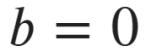 b = 0